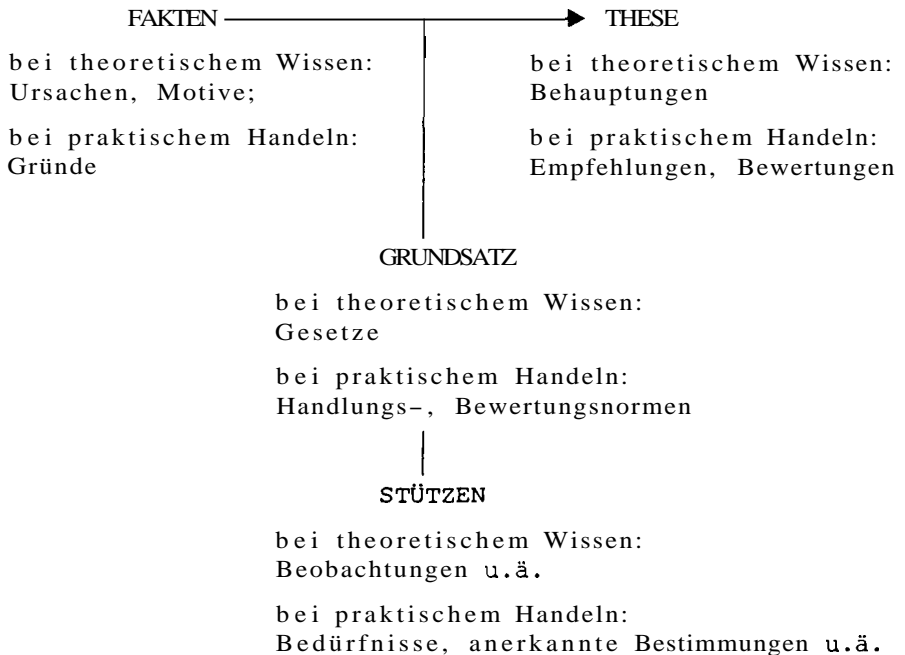 FAKTEN THESE
bei theoretischem Wissen:
Ursachen, Motive;
bei praktischem Handeln:
Gründe
bei theoretischem Wissen:
Behauptungen
bei praktischem Handeln:
Empfehlungen, Bewertungen
GRUNDSATZ
bei theoretischem Wissen:
Gesetze
bei praktischem Handeln:
Handlungs-, Bewertungsnormen
STÜTZEN
bei theoretischem Wissen:
Beobachtungen u.ä.
bei praktischem Handeln:
Bedürfnisse, anerkannte Bestimmungen u.ä.